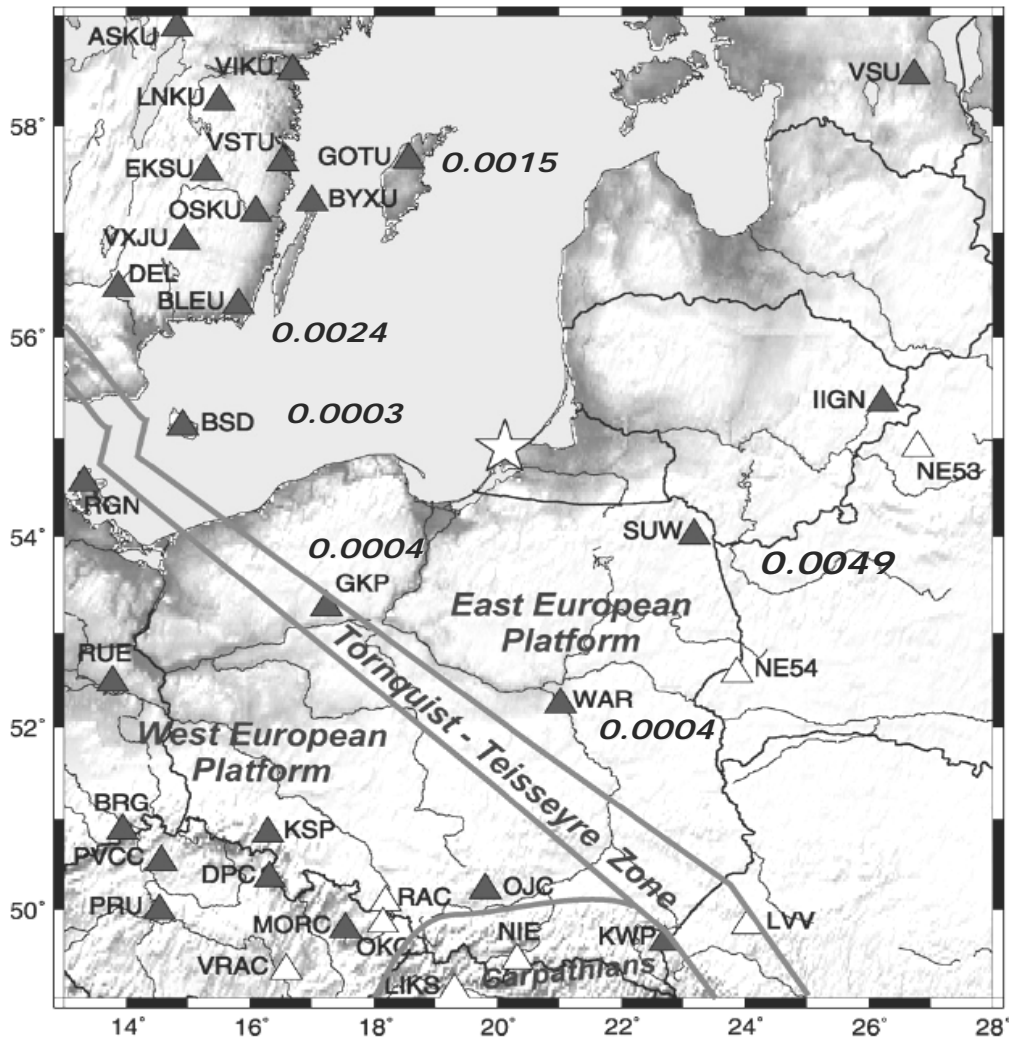 ASKU
VIKU
VSU
LNKU
58°
VSTU
GOTU
0.0015
EKSU
BYXU
OSKU
VXJU
DEL
BLEU
56°
0.0024
IIGN
BSD
0.0003
NE53
RGN
54°
SUW
0.0004
0.0049
GKP
East European
Platform
RUE
NE54
WAR
52°
0.0004
West European
Platform
Tornquist - Teisseyre Zone
BRG
KSP
PVCC
DPC
RAC
OJC
50°
PRU
MORC
OKC
NIE
KWP
LVV
VRAC
Carpathians
LIKS
14°
16°
18°
20°
22°
24°
26°
28°